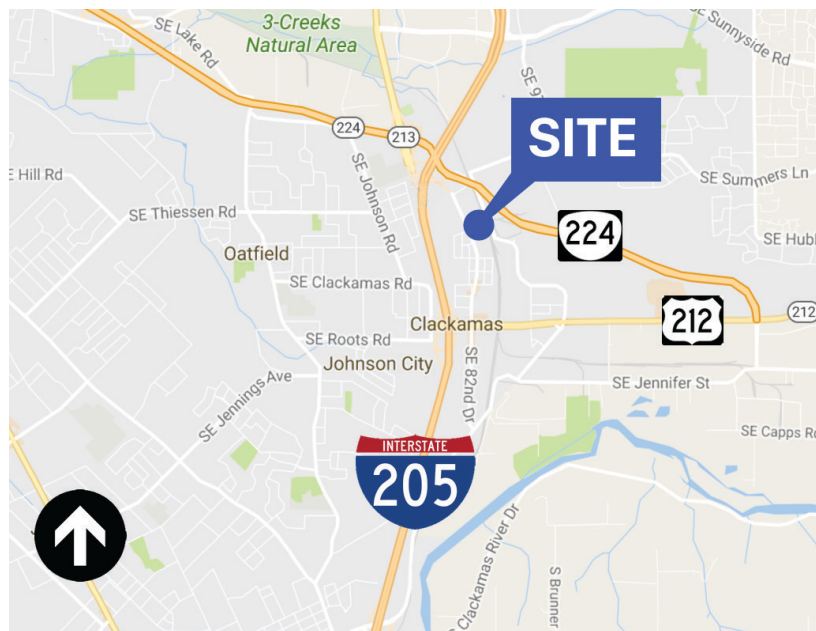 3-Creeks
Natural Area
SE Lake Rd
SE Sunnyside Rd
SE 97
224
213
SITE
SE Johnson Rd
E Hill Rd
SE Summers Ln
SE Thiessen Rd
224
SE Hubb
Oatfield
SE Clackamas Rd
212
212
Clackamas
SE Roots Rd
Johnson City
SE 82nd Dr
SE Jennings Ave
SE Jennifer St
SE Capps Rd
INTERSTATE
205
S Clackamas River Dr
S Brunner